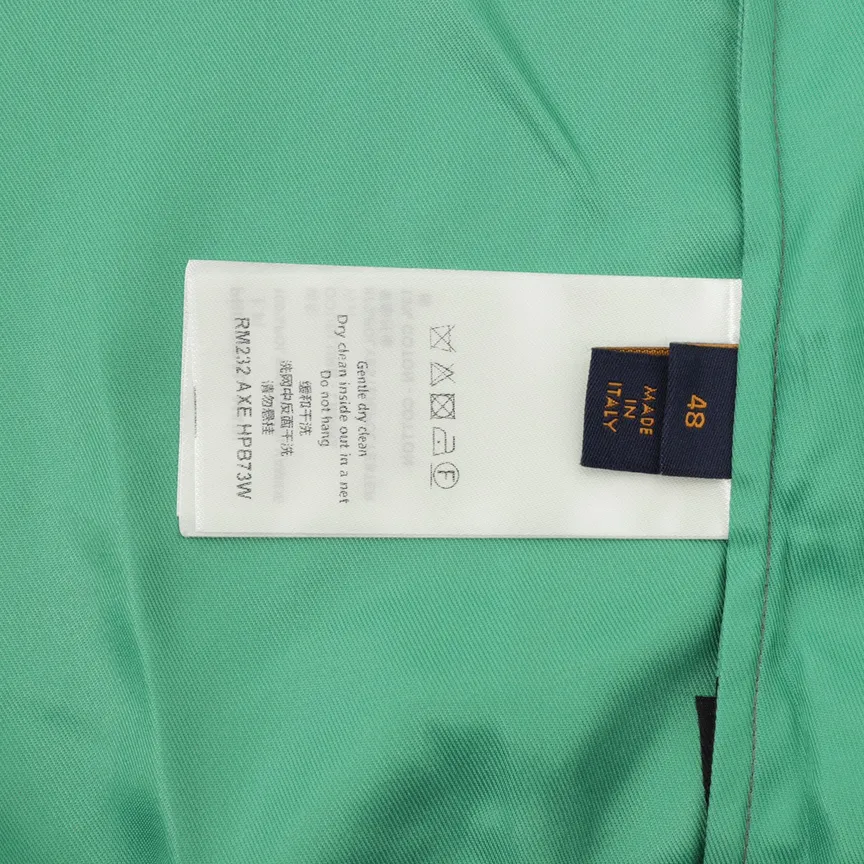 Gentle dry clean
Dry clean inside out in a net
Do not hang
缓和干洗
洗网中反面干洗
请勿悬挂
RM232 AXE HPB73W
F
MADE
IN
ITALY
48